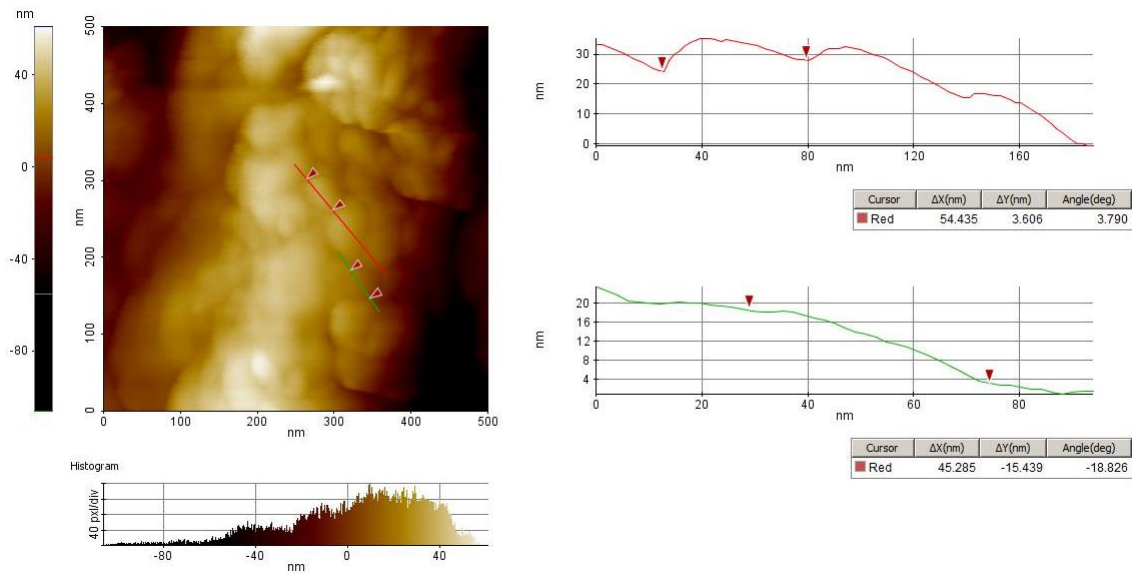 nm
40
0
-40
-80
500
400
300
200
100
0
nm
0 100 200 300 400 500
nm
Histogram
40 pxl/div
-80 -40 0 40
nm
30
20
10
0
nm
0 40 80 120 160
nm
Cursor ΔX(nm) ΔY(nm) Angle(deg)
Red 54.435 3.606 3.790
20
16
12
8
4
nm
0 20 40 60 80
nm
Cursor ΔX(nm) ΔY(nm) Angle(deg)
Red 45.285 -15.439 -18.826